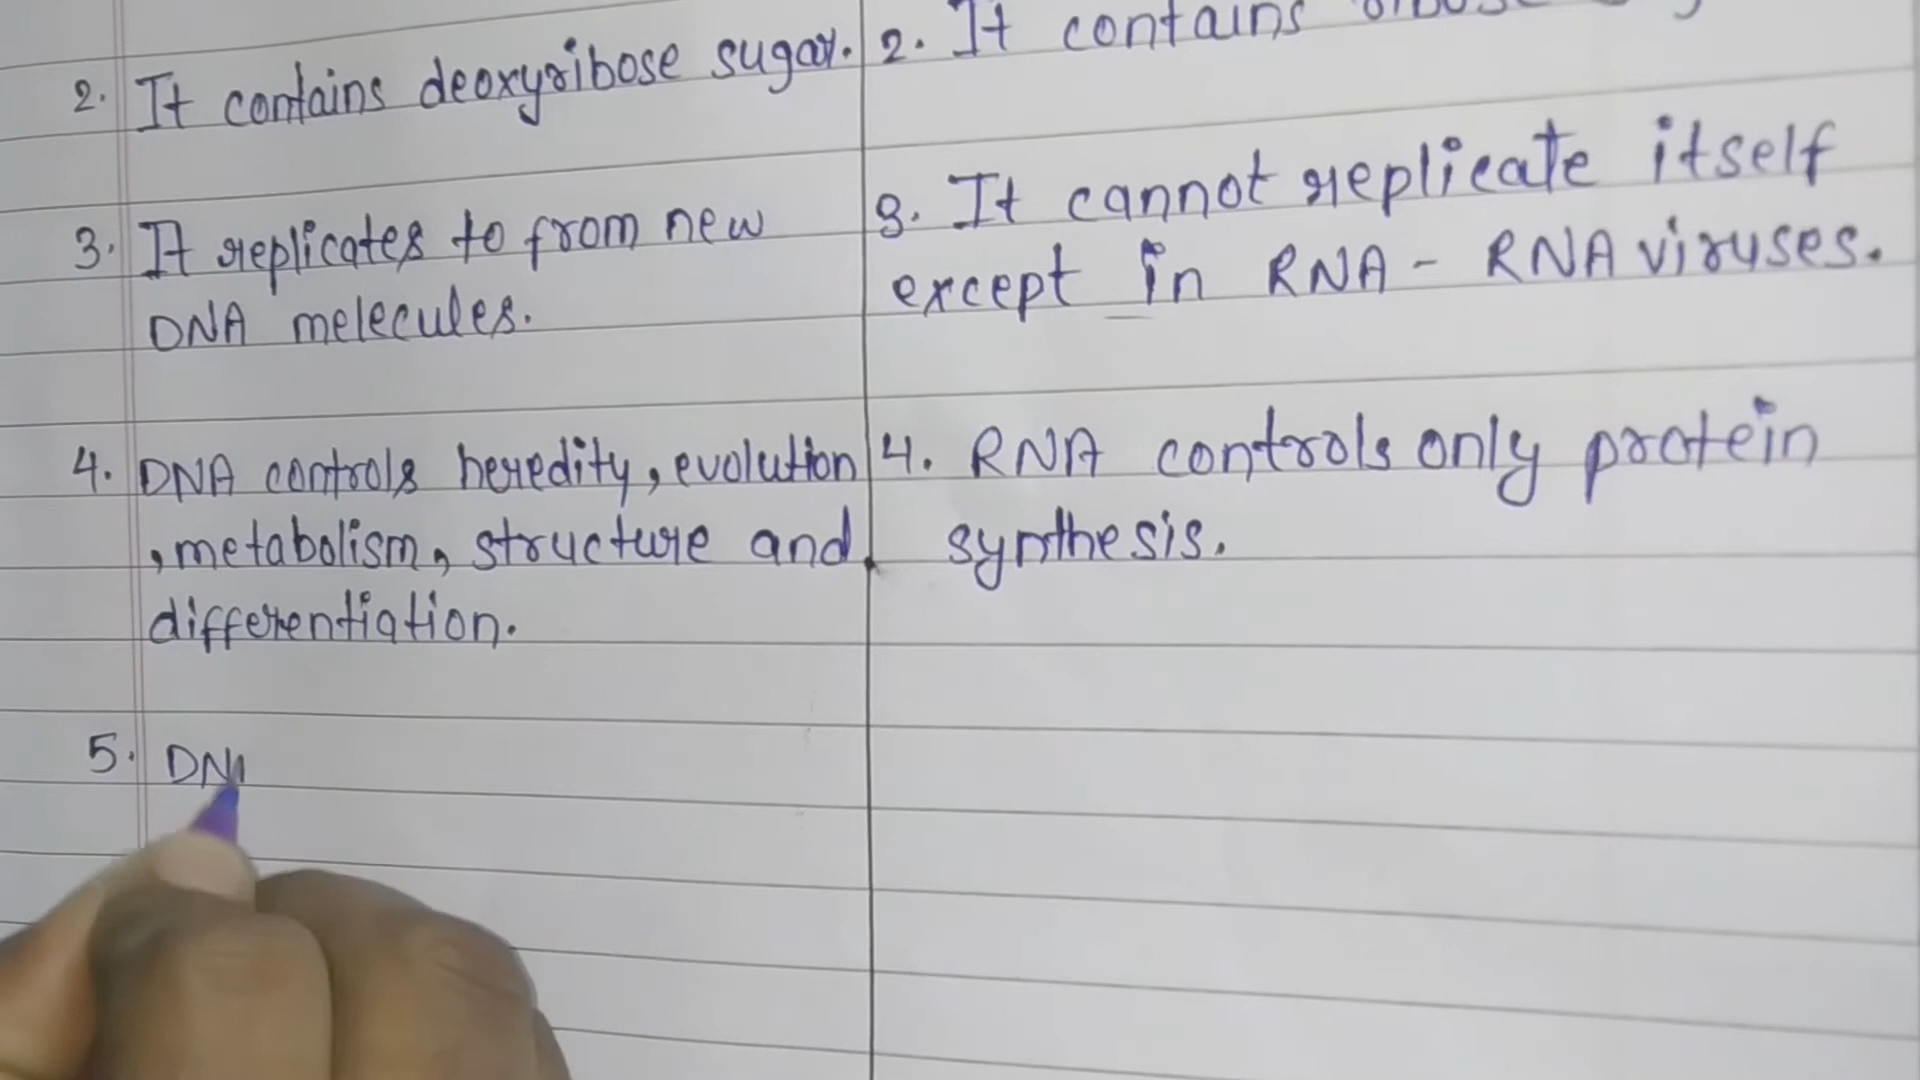 2. It contains deoxyribose sugar.
3. It replicates to from new
DNA melecules.
4. DNA controls heredity, evolution
, metabolism, structure and
differentiation.
5. DN
2. It contains
3. It cannot replicate itself
except in RNA - RNA viruses.
4. RNA controls only protein
synthesis.